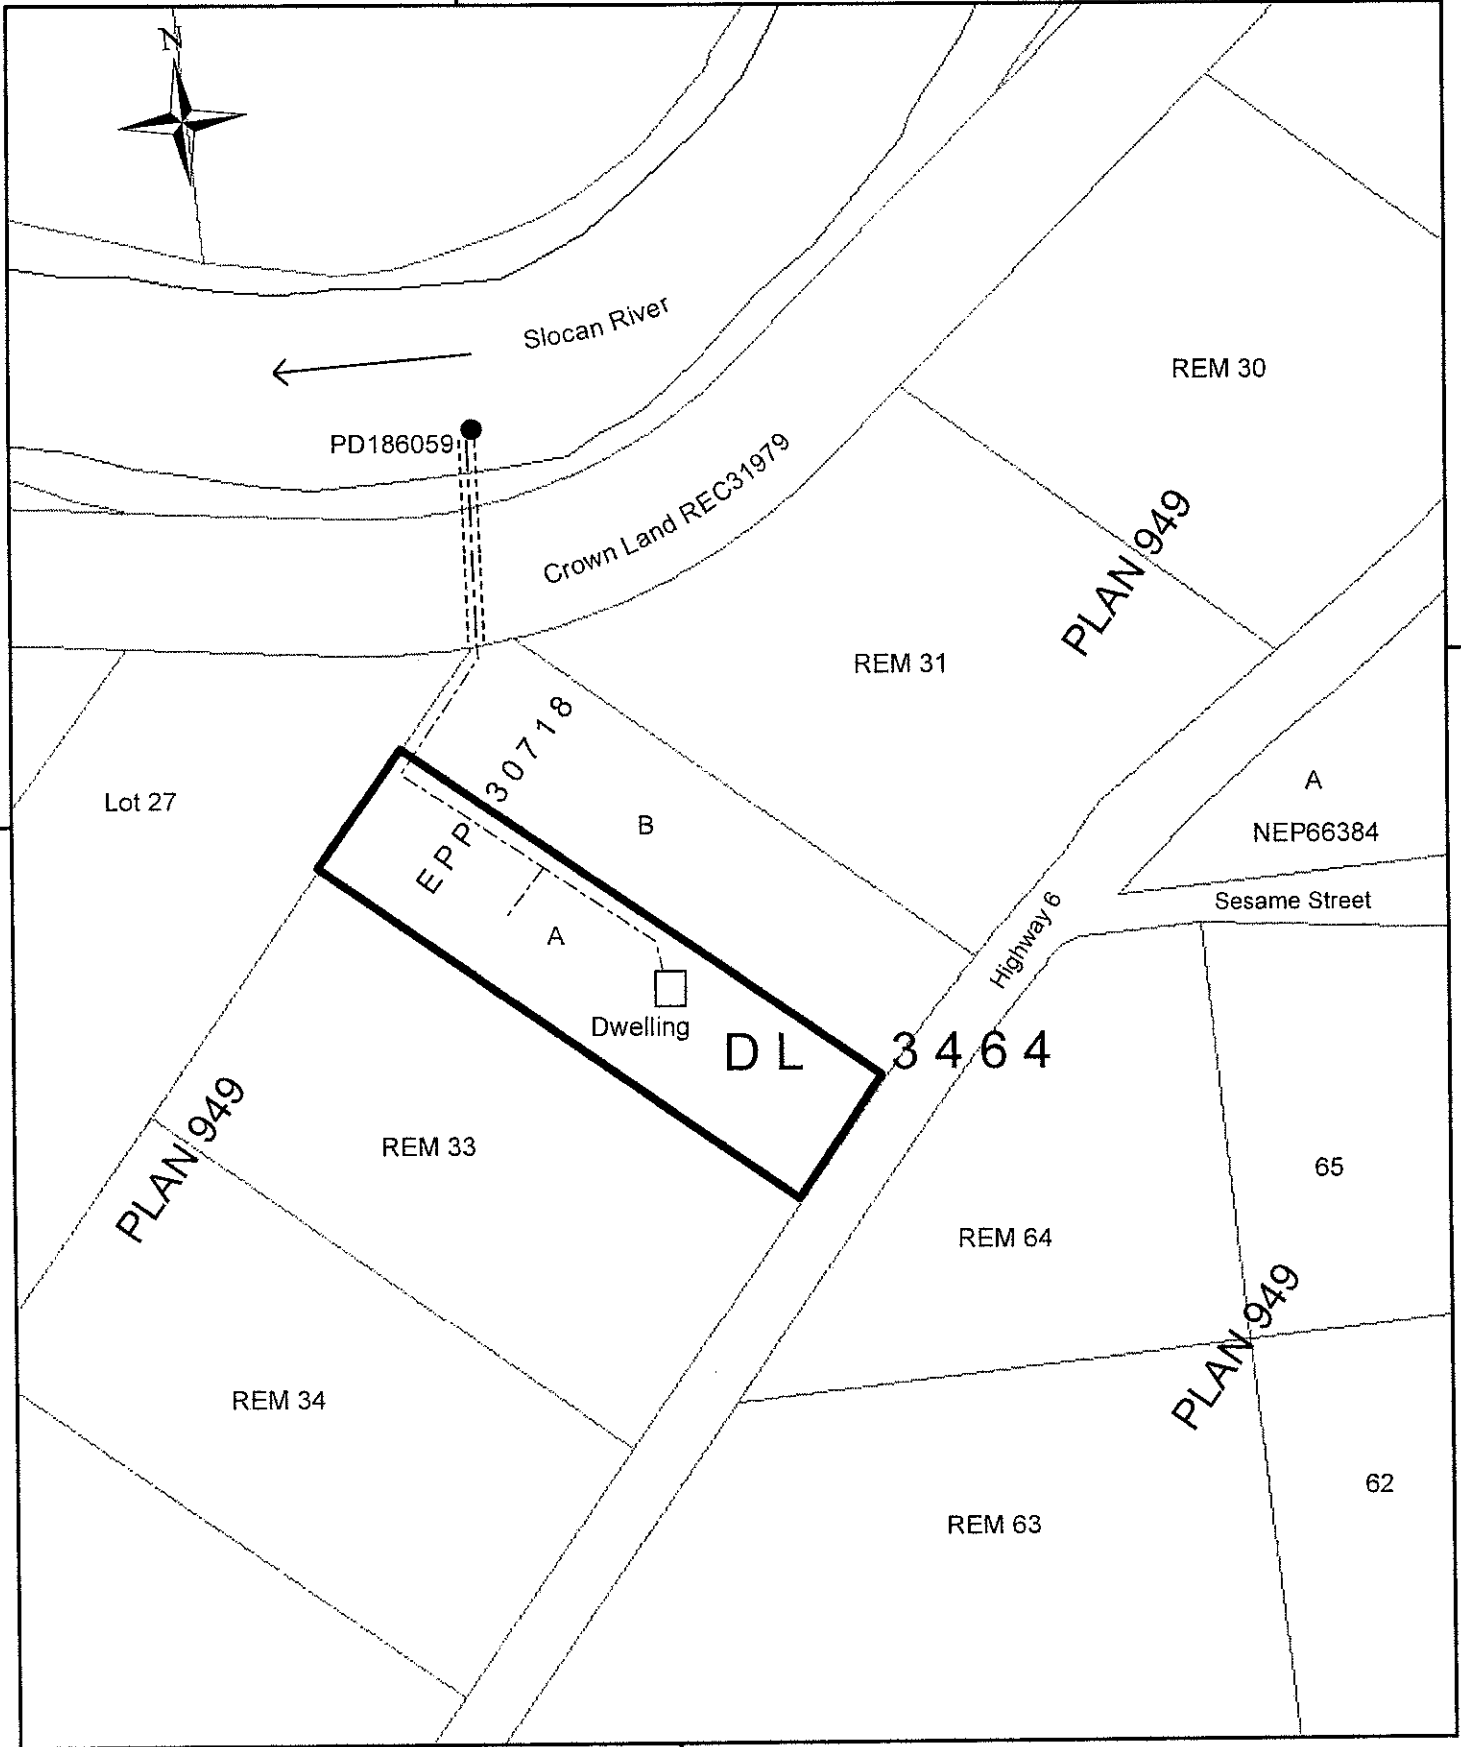 N
Slocan River
REM 30
PD186059
Crown Land REC31979
PLAN 949
REM 31
EPP 30718
Lot 27
B
A
NEP66384
Sesame Street
Highway 6
A
Dwelling
DL 3464
PLAN 949
REM 33
65
REM 64
PLAN 949
REM 34
62
REM 63